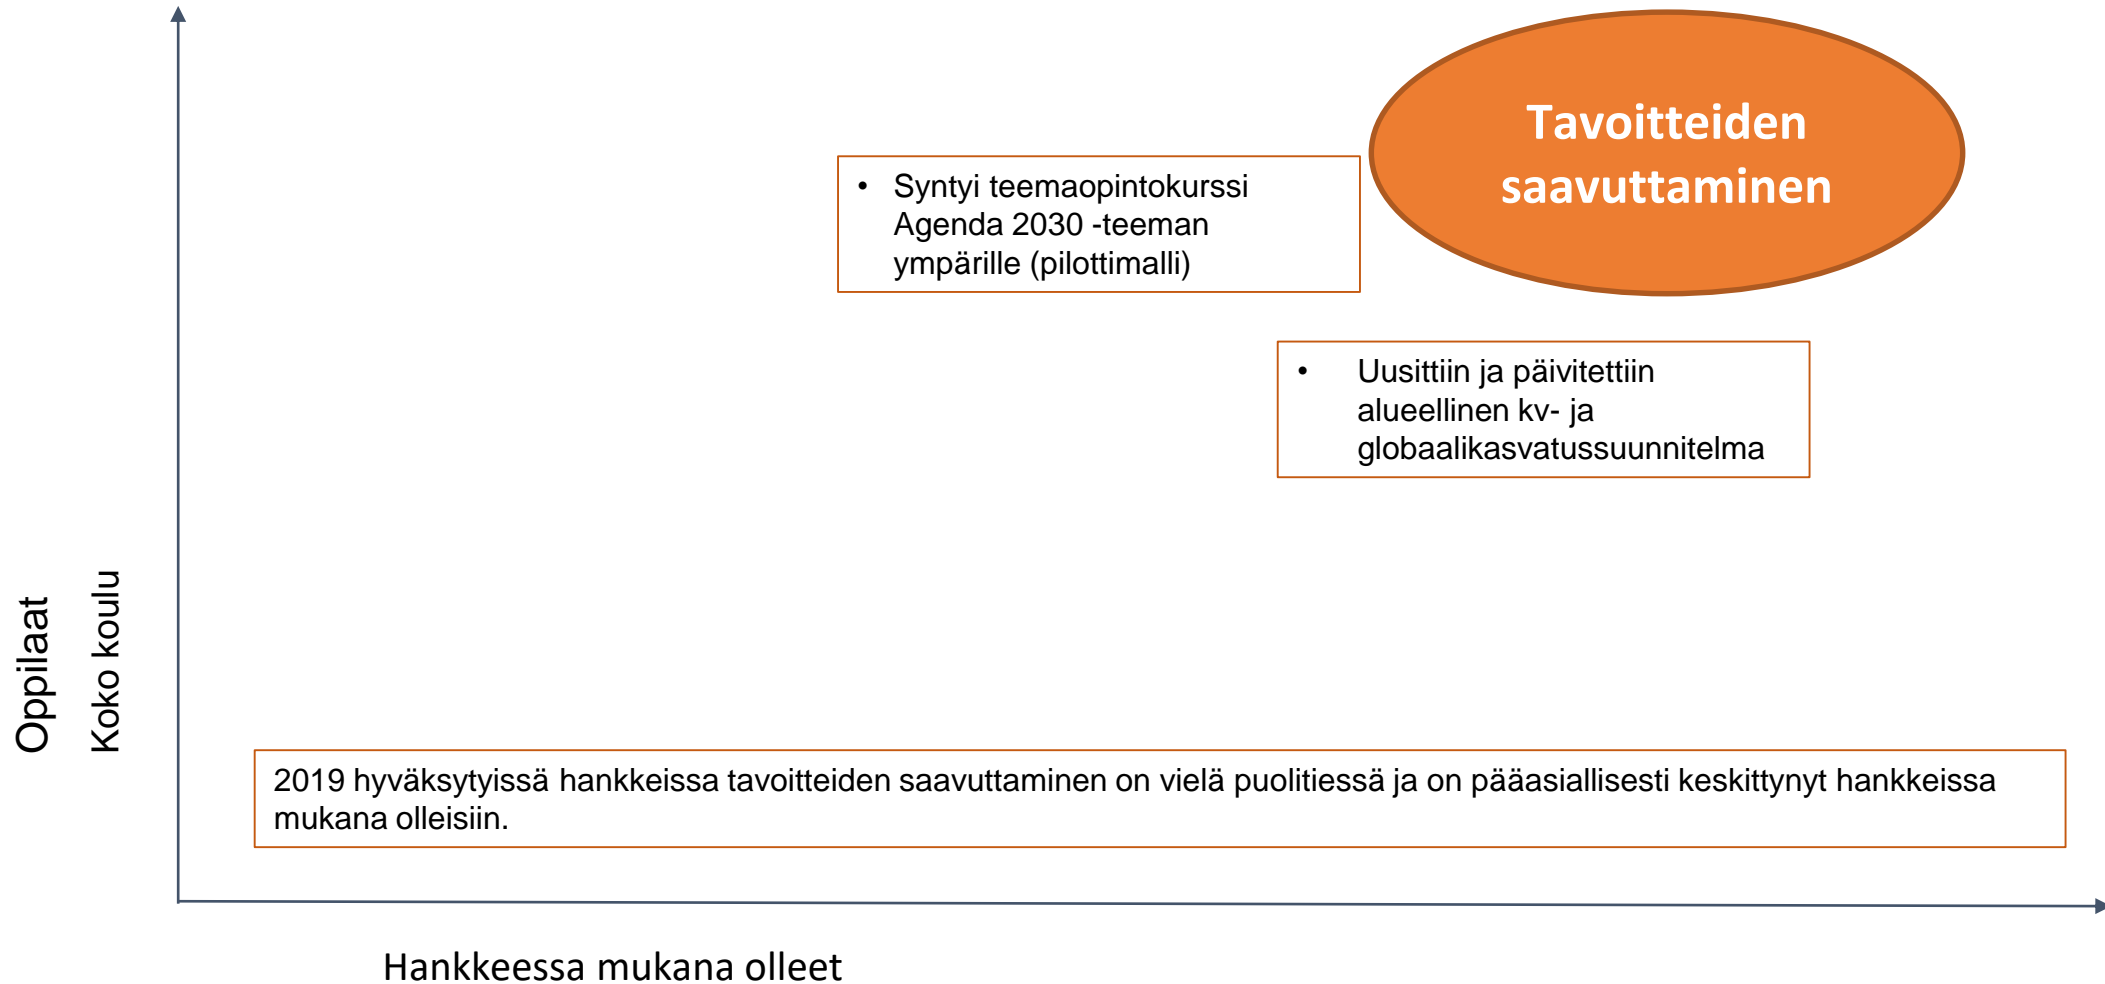 Tavoitteiden
saavuttaminen
• Syntyi teemaopintokurssi
Agenda 2030 -teeman
ympärille (pilottimalli)
• Uusittiin ja päivitettiin
alueellinen kv- ja
globaalikasvatussuunnitelma
Oppilaat
Koko koulu
2019 hyväksytyissä hankkeissa tavoitteiden saavuttaminen on vielä puolitiessä ja on pääasiallisesti keskittynyt hankkeissa
mukana olleisiin.
Hankkeessa mukana olleet